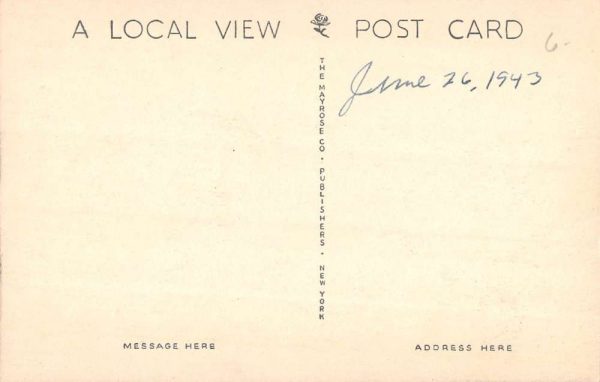 A LOCAL VIEW POST CARD
6-
June 26, 1943
THE MAYROSE CO. PUBLISHERS. NEW YORK
MESSAGE HERE
ADDRESS HERE